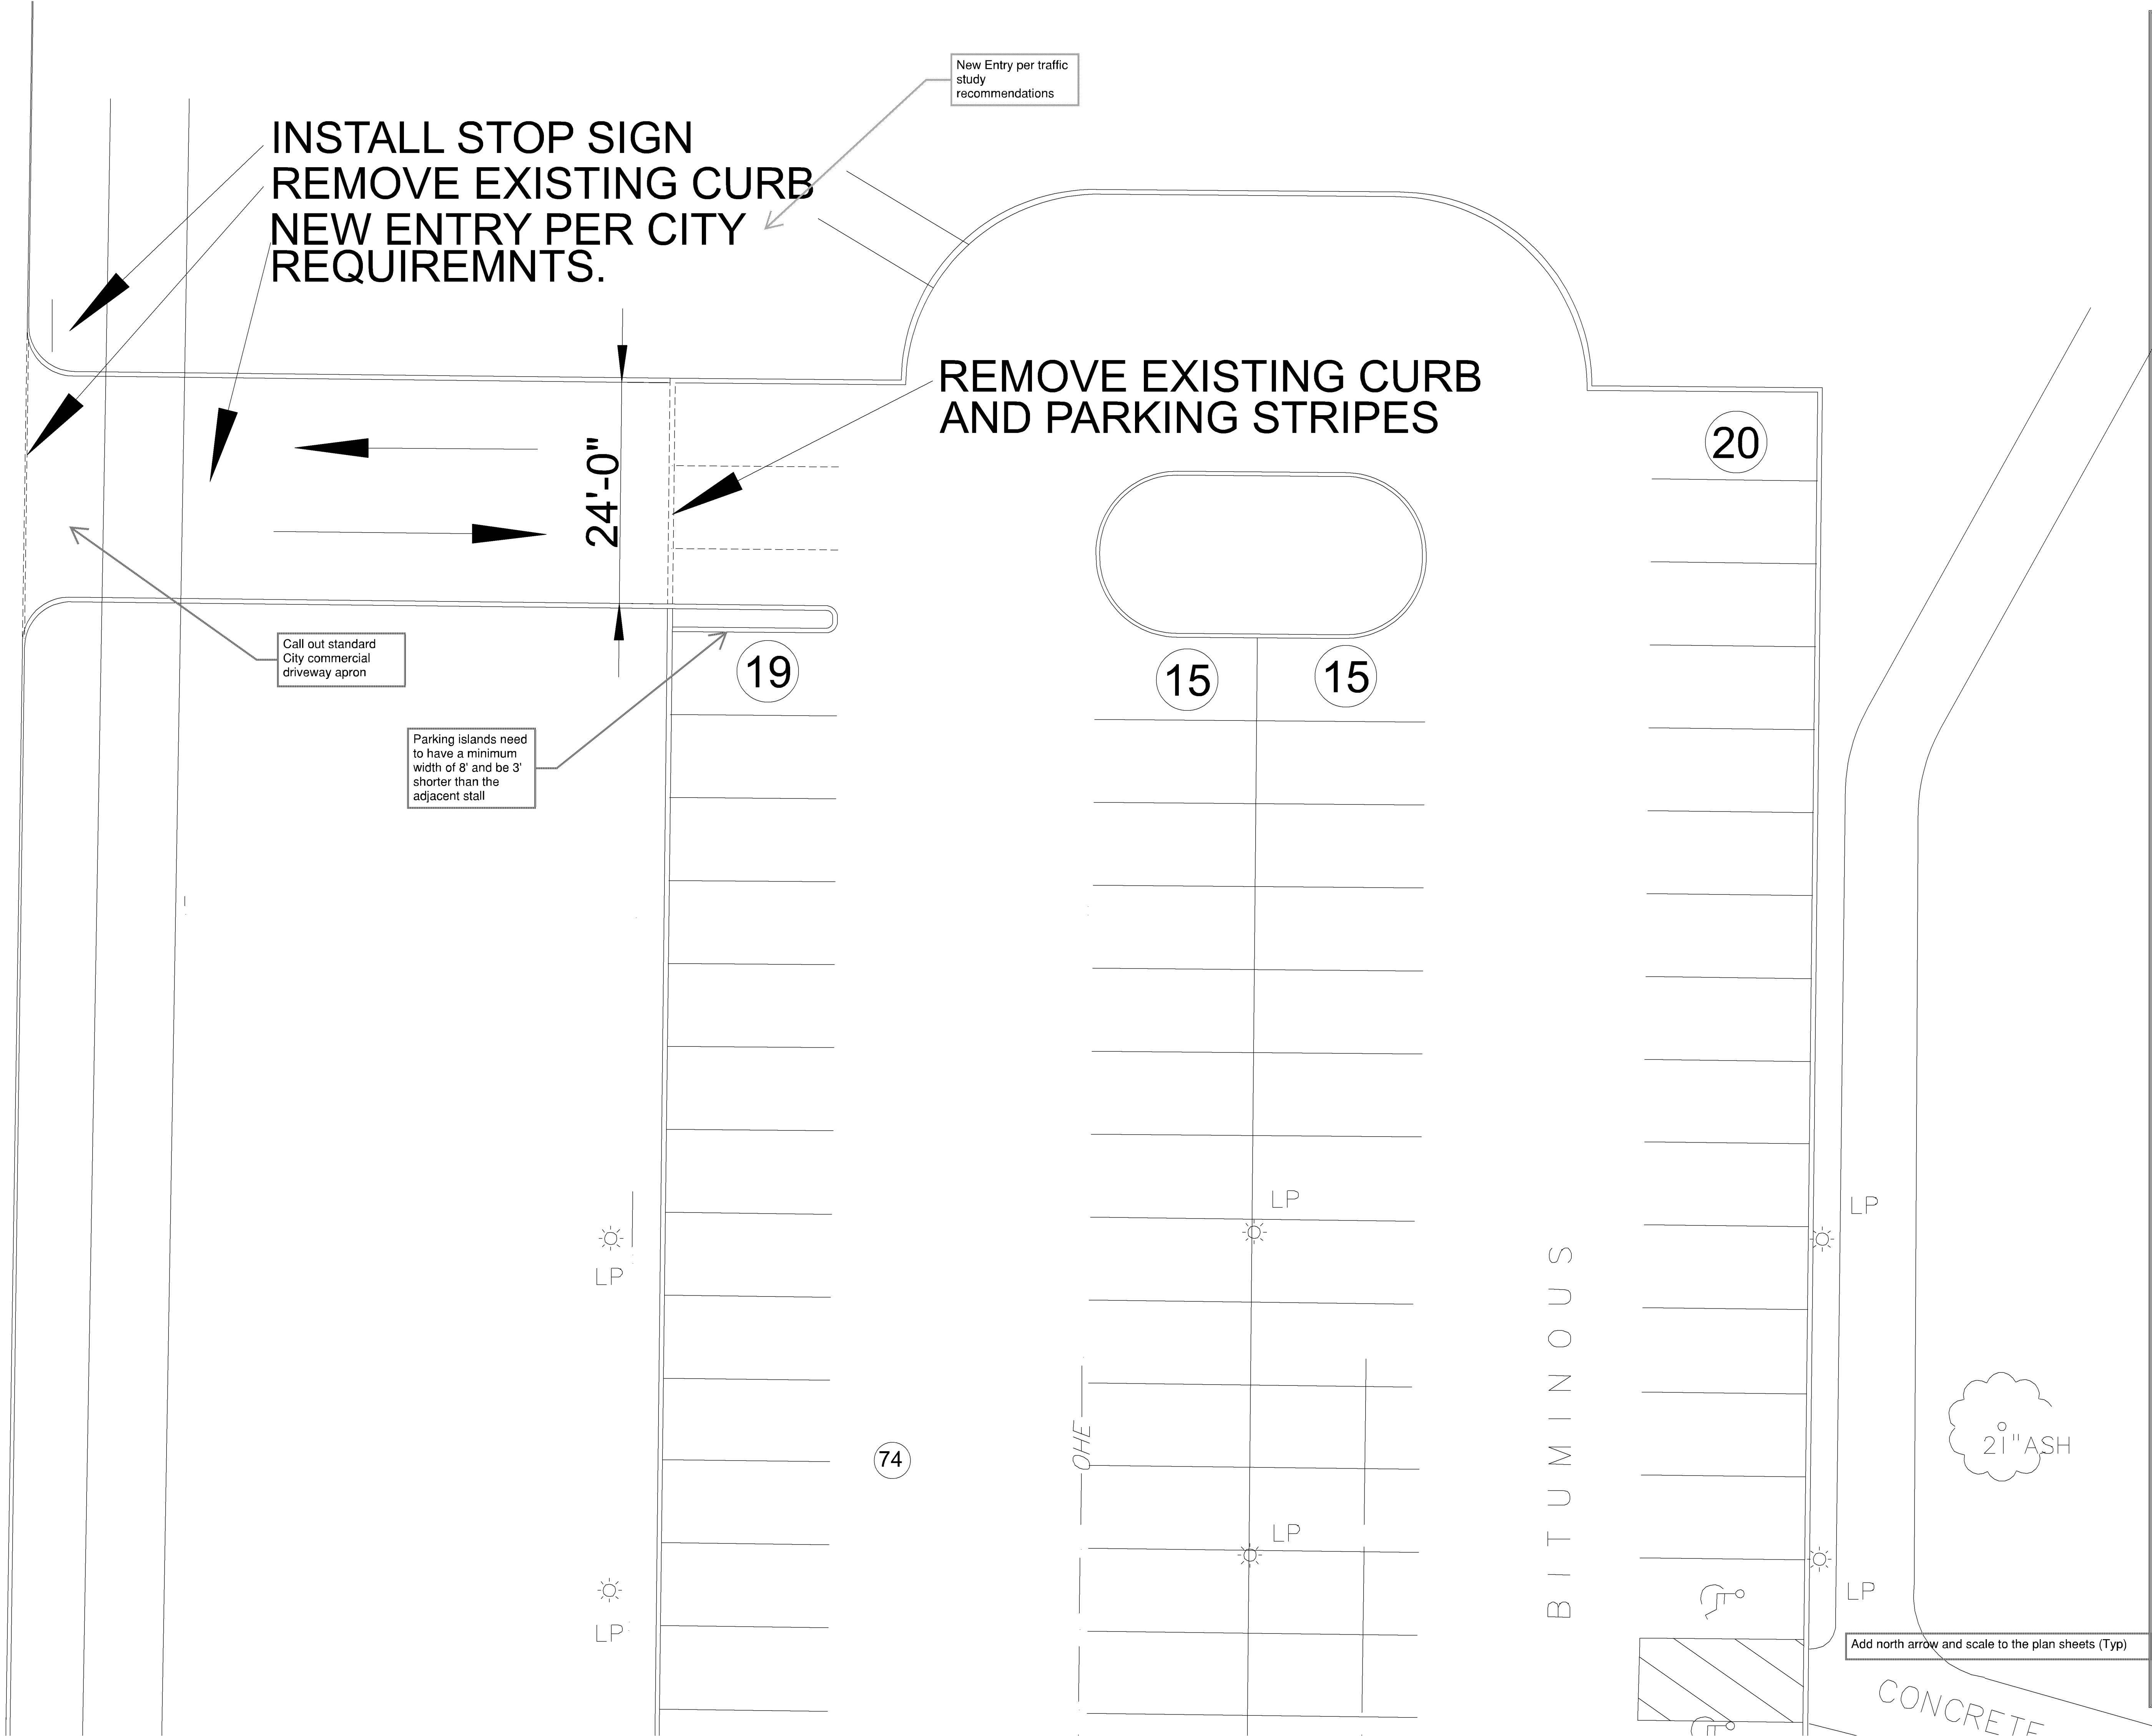 New Entry per traffic
study
recommendations
INSTALL STOP SIGN
REMOVE EXISTING CURB
NEW ENTRY PER CITY
REQUIREMNTS.
REMOVE EXISTING CURB
AND PARKING STRIPES
20
24'-0"
Call out standard
City commercial
driveway apron
19
15
15
Parking islands need
to have a minimum
width of 8' and be 3'
shorter than the
adjacent stall
LP
LP
LP
BITUMINOUS
OHE
74
21"ASH
LP
LP
LP
Add north arrow and scale to the plan sheets (Typ)
CONCRETE